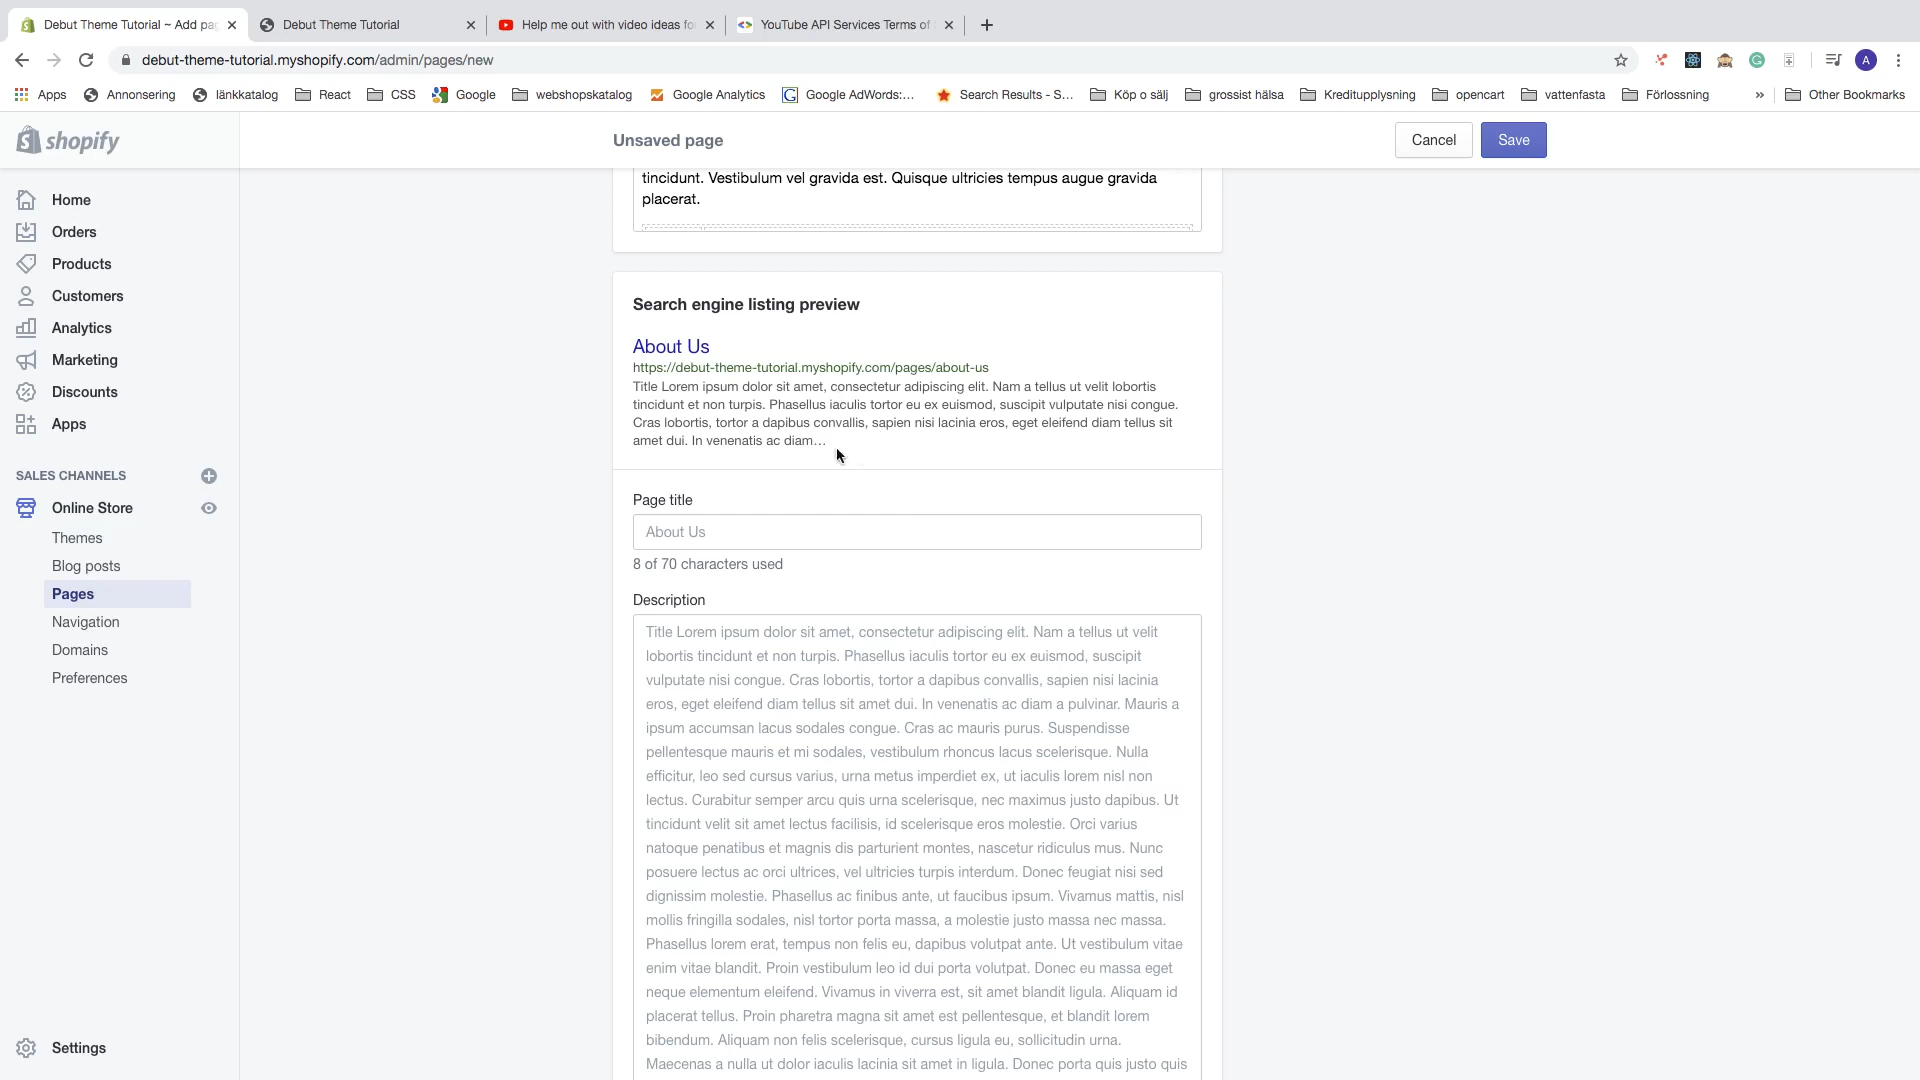 Debut Theme Tutorial ~ Add pag
Debut Theme Tutorial
Help me out with video ideas fo
YouTube API Services Terms of
debut-theme-tutorial.myshopify.com/admin/pages/new
A
Apps
Annonsering
länkkatalog
React
CSS
Google
webshopskatalog
Google Analytics
Google AdWords:...
Search Results - S...
Köp o sälj
grossist hälsa
Kreditupplysning
opencart
vattenfasta
Förlossning
»
Other Bookmarks
shopify
Unsaved page
Cancel
Save
Home
Orders
Products
Customers
Analytics
Marketing
Discounts
Apps
SALES CHANNELS
Online Store
Themes
Blog posts
Pages
Navigation
Domains
Preferences
Settings
tincidunt. Vestibulum vel gravida est. Quisque ultricies tempus augue gravida
placerat.
Search engine listing preview
About Us
https://debut-theme-tutorial.myshopify.com/pages/about-us
Title Lorem ipsum dolor sit amet, consectetur adipiscing elit. Nam a tellus ut velit lobortis
tincidunt et non turpis. Phasellus iaculis tortor eu ex euismod, suscipit vulputate nisi congue.
Cras lobortis, tortor a dapibus convallis, sapien nisi lacinia eros, eget eleifend diam tellus sit
amet dui. In venenatis ac diam…
Page title
About Us
8 of 70 characters used
Description
Title Lorem ipsum dolor sit amet, consectetur adipiscing elit. Nam a tellus ut velit
lobortis tincidunt et non turpis. Phasellus iaculis tortor eu ex euismod, suscipit
vulputate nisi congue. Cras lobortis, tortor a dapibus convallis, sapien nisi lacinia
eros, eget eleifend diam tellus sit amet dui. In venenatis ac diam a pulvinar. Mauris a
ipsum accumsan lacus sodales congue. Cras ac mauris purus. Suspendisse
pellentesque mauris et mi sodales, vestibulum rhoncus lacus scelerisque. Nulla
efficitur, leo sed cursus varius, urna metus imperdiet ex, ut iaculis lorem nisl non
lectus. Curabitur semper arcu quis urna scelerisque, nec maximus justo dapibus. Ut
tincidunt velit sit amet lectus facilisis, id scelerisque eros molestie. Orci varius
natoque penatibus et magnis dis parturient montes, nascetur ridiculus mus. Nunc
posuere lectus ac orci ultrices, vel ultricies turpis interdum. Donec feugiat nisi sed
dignissim molestie. Phasellus ac finibus ante, ut faucibus ipsum. Vivamus mattis, nisl
mollis fringilla sodales, nisl tortor porta massa, a molestie justo massa nec massa.
Phasellus lorem erat, tempus non felis eu, dapibus volutpat ante. Ut vestibulum vitae
enim vitae blandit. Proin vestibulum leo id dui porta volutpat. Donec eu massa eget
neque elementum eleifend. Vivamus in viverra est, sit amet blandit ligula. Aliquam id
placerat tellus. Proin pharetra magna sit amet est pellentesque, et blandit lorem
bibendum. Aliquam non felis scelerisque, cursus ligula eu, sollicitudin urna.
Maecenas a nulla ut dolor iaculis lacinia sit amet in ligula. Donec porta quis justo quis